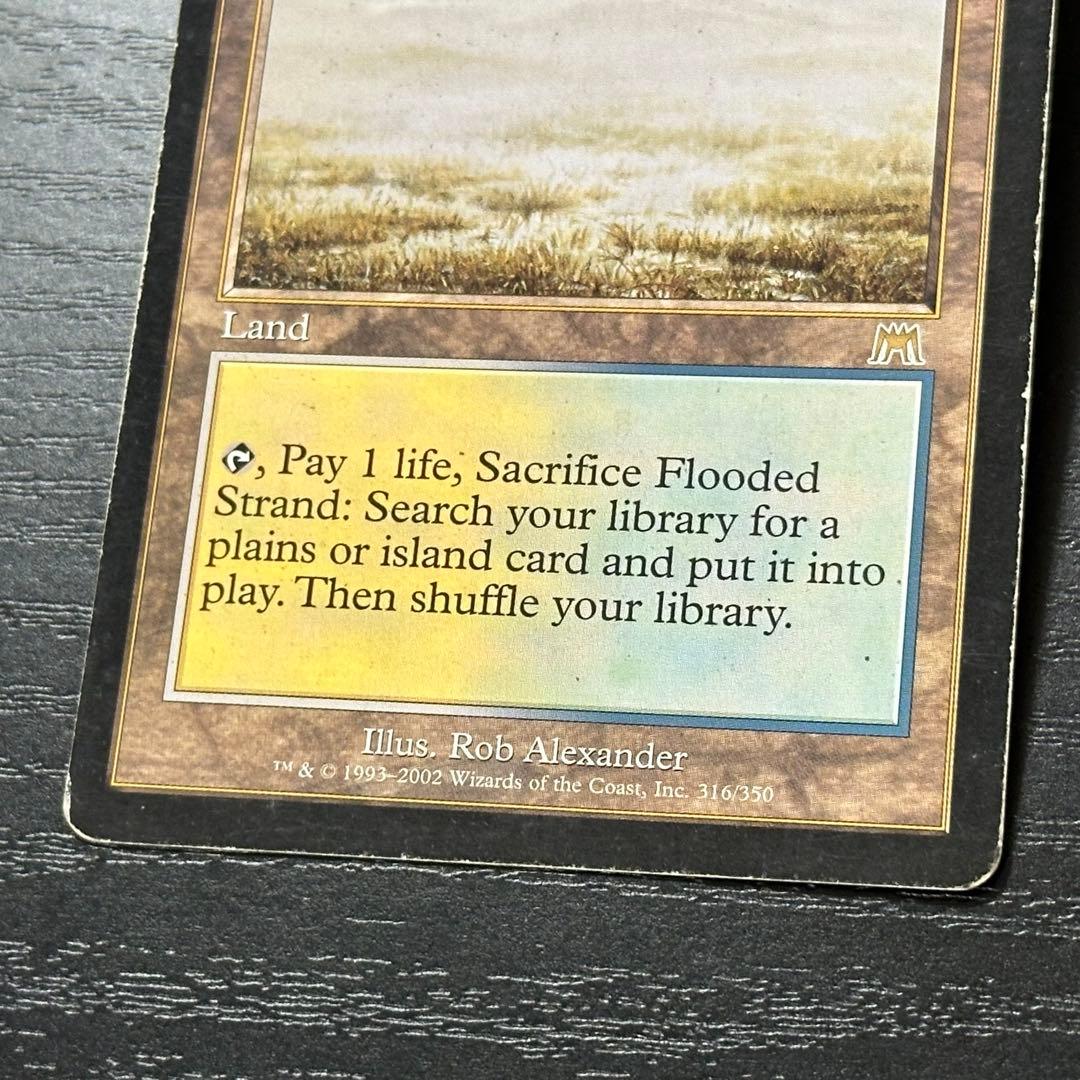 Land
, Pay 1 life, Sacrifice Flooded
Strand: Search your library for a
plains or island card and put it into
play. Then shuffle your library.
Illus. Rob Alexander
™ & © 1993–2002 Wizards of the Coast, Inc. 316/350